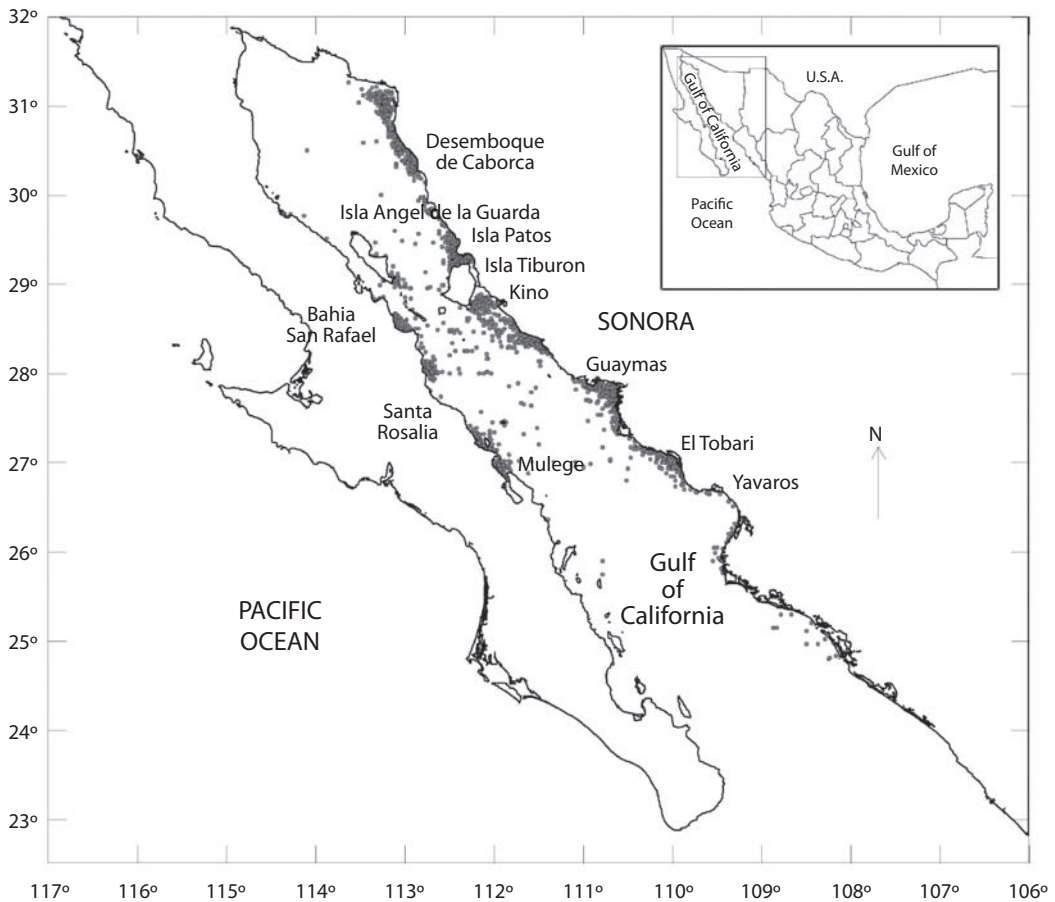 32º
31º
30º
29º
28º
27º
26º
25º
24º
23º
117º 116º 115º 114º 113º 112º 111º 110º 109º 108º 107º 106º
Desemboque
de Caborca
Isla Angel de la Guarda
Isla Patos
Isla Tiburon
Kino
Bahia
San Rafael
SONORA
Guaymas
Santa
Rosalia
El Tobari
Mulege
Yavaros
N
Gulf
of
California
PACIFIC
OCEAN
U.S.A.
Gulf of California
Gulf of
Mexico
Pacific
Ocean